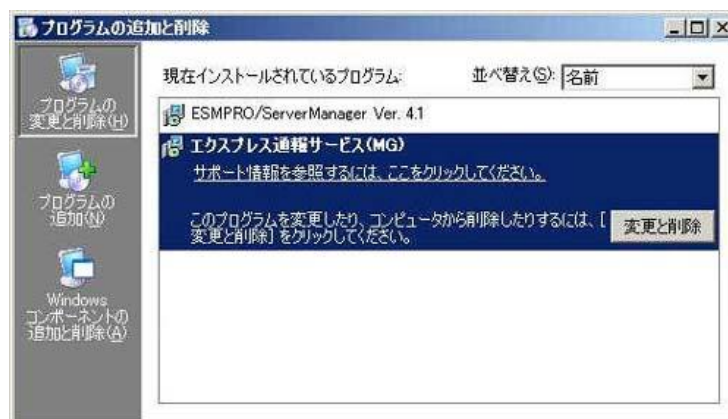 プログラムの追加と削除
プログラムの
変更と削除(H)
現在インストールされているプログラム:
並べ替え(S):
名前
ESMPRO/ServerManager Ver. 4.1
エクスプレス通報サービス(MG)
サポート情報を参照するには、ここをクリックしてください。
このプログラムを変更したり、コンピュータから削除したりするには、[
変更と削除] をクリックしてください。
変更と削除
プログラムの
追加(N)
Windows
コンポーネントの
追加と削除(A)